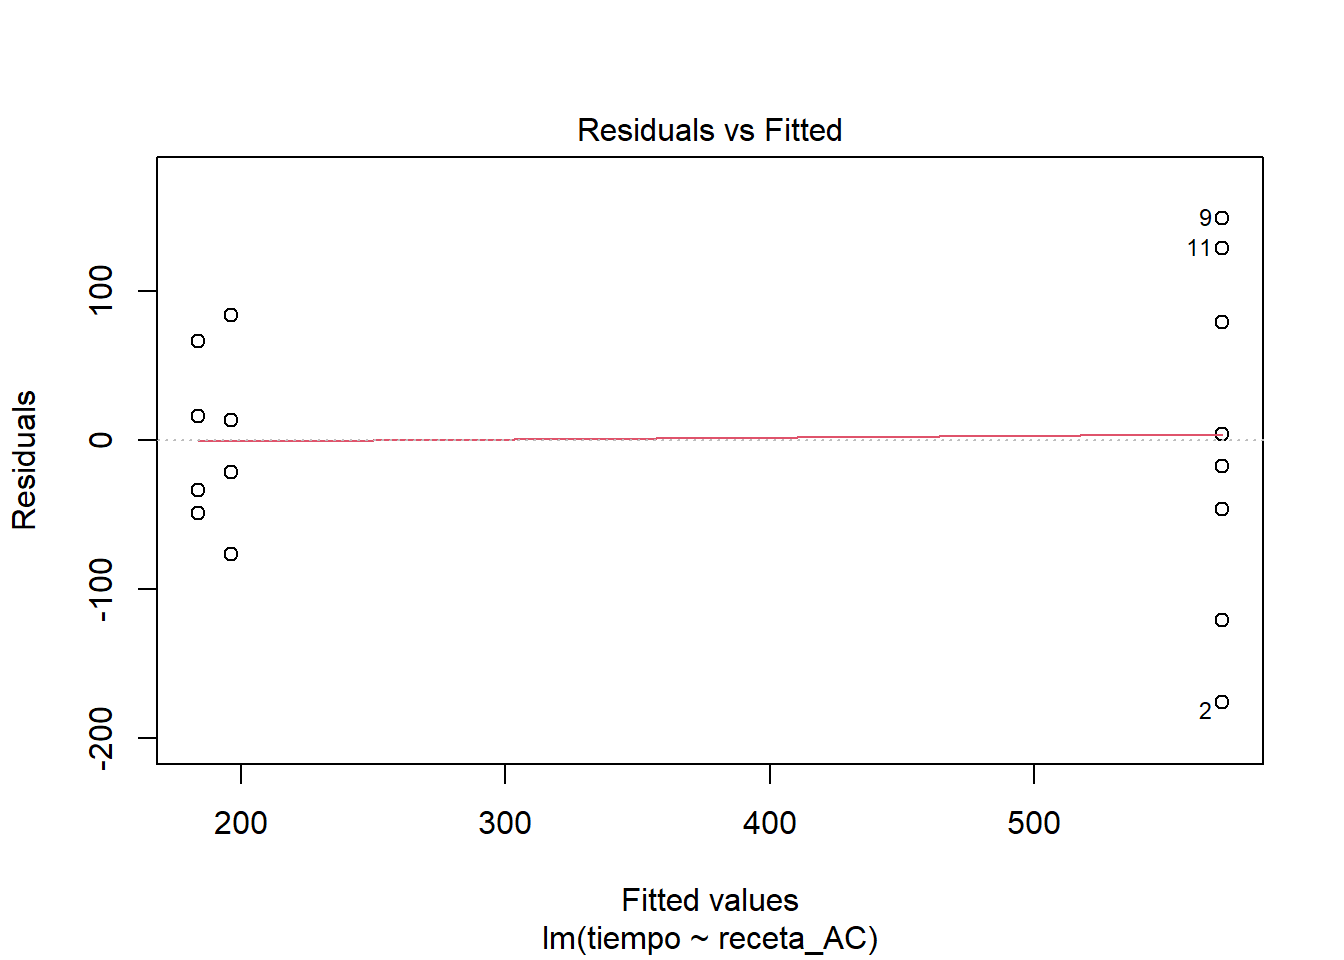 Residuals vs Fitted
9
11
2
Residuals
100
0
-100
-200
200 300 400 500
Fitted values
lm(tiempo ~ receta_AC)